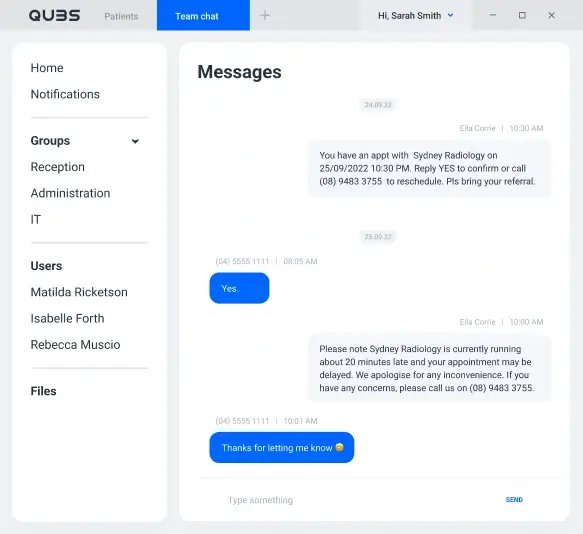 QUBS
Patients
Team chat
Hi, Sarah Smith
Home
Notifications
Groups
Reception
Administration
IT
Users
Matilda Ricketson
Isabelle Forth
Rebecca Muscio
Files
Messages
24.09.22
Ella Corrie | 10:30 AM
You have an appt with Sydney Radiology on
25/09/2022 10:30 PM. Reply YES to confirm or call
(08) 9483 3755 to reschedule. Pls bring your referral.
25.09.22
(04) 5555 1111 | 08:05 AM
Yes.
Ella Corrie | 10:00 AM
Please note Sydney Radiology is currently running
about 20 minutes late and your appointment may be
delayed. We apologise for any inconvenience. If you
have any concerns, please call us on (08) 9483 3755.
(04) 5555 1111 | 10:01 AM
Thanks for letting me know 😄
Type something
SEND